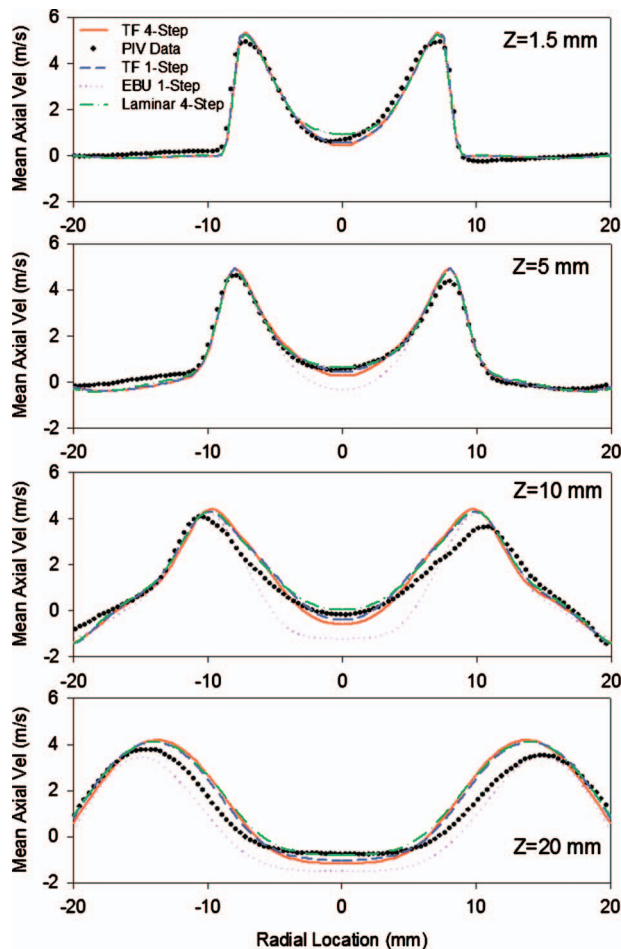 TF 4-Step
PIV Data
TF 1-Step
EBU 1-Step
Laminar 4-Step
Z=1.5 mm
Mean Axial Vel (m/s)
6
4
2
0
-2
-20 -10 0 10 20
Z=5 mm
Mean Axial Vel (m/s)
6
4
2
0
-2
-20 -10 0 10 20
Z=10 mm
Mean Axial Vel (m/s)
6
4
2
0
-2
-20 -10 0 10 20
Z=20 mm
Mean Axial Vel (m/s)
6
4
2
0
-2
-20 -10 0 10 20
Radial Location (mm)